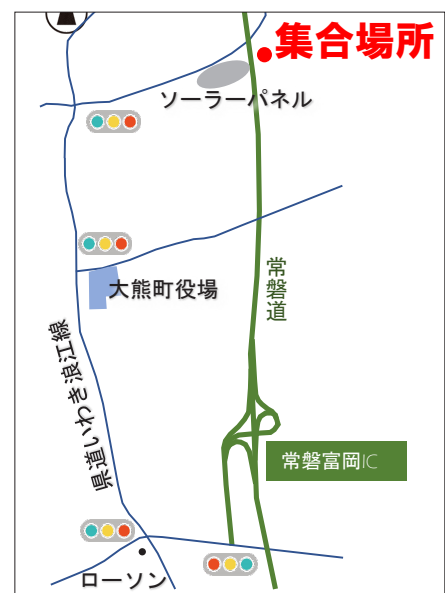 集合場所
ソーラーパネル
大熊町役場
常磐道
県道いわき浪江線
常磐富岡IC
ローソン